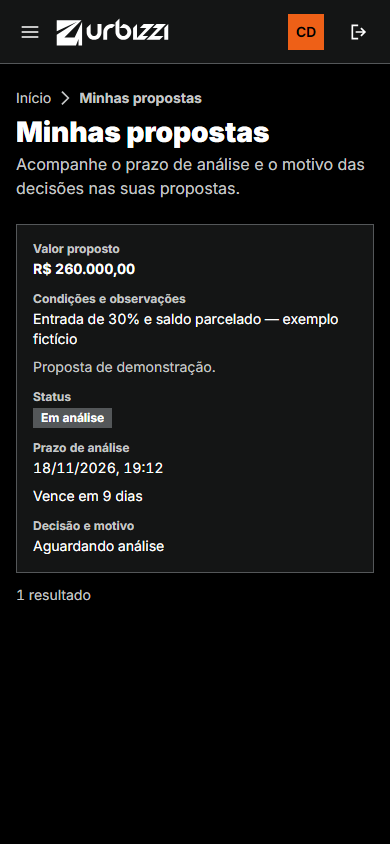 urbizzi
CD
Início > Minhas propostas
Minhas propostas
Acompanhe o prazo de análise e o motivo das
decisões nas suas propostas.
Valor proposto
R$ 260.000,00
Condições e observações
Entrada de 30% e saldo parcelado — exemplo
fictício
Proposta de demonstração.
Status
Em análise
Prazo de análise
18/11/2026, 19:12
Vence em 9 dias
Decisão e motivo
Aguardando análise
1 resultado